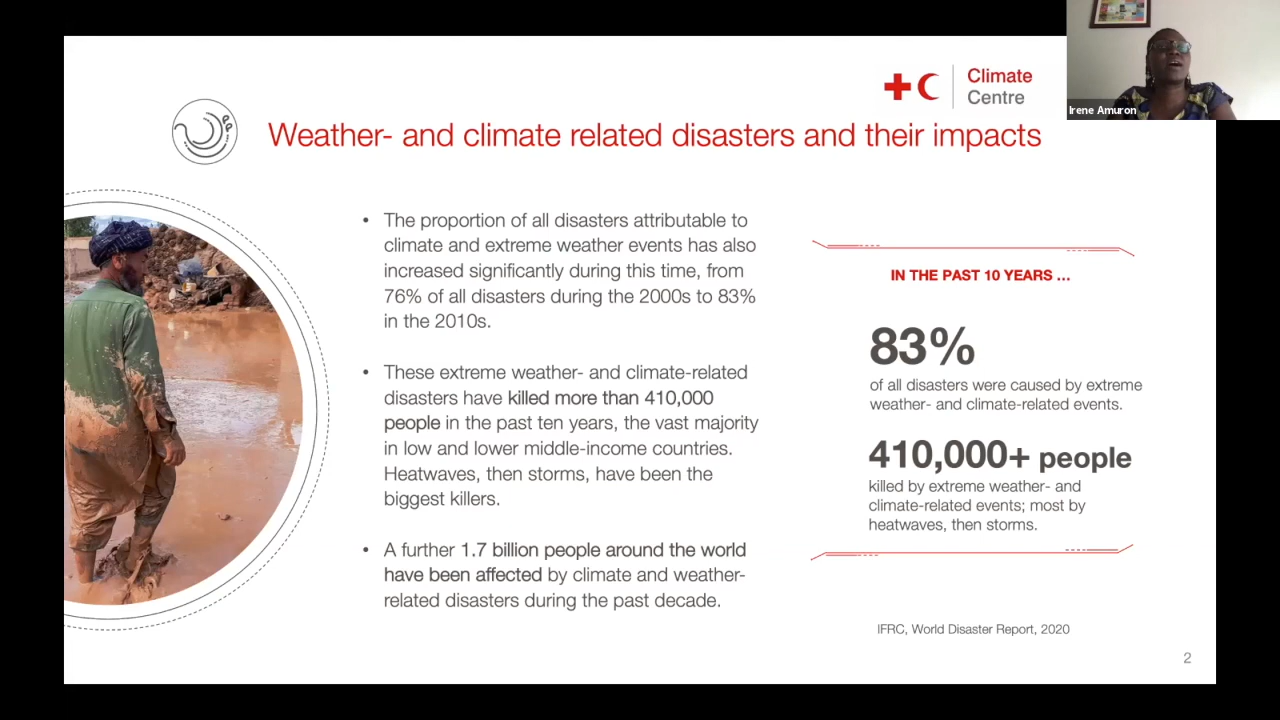 Climate
Centre
Irene Amuron
Weather- and climate related disasters and their impacts
• The proportion of all disasters attributable to
climate and extreme weather events has also
increased significantly during this time, from
76% of all disasters during the 2000s to 83%
in the 2010s.
• These extreme weather- and climate-related
disasters have killed more than 410,000
people in the past ten years, the vast majority
in low and lower middle-income countries.
Heatwaves, then storms, have been the
biggest killers.
• A further 1.7 billion people around the world
have been affected by climate and weather-
related disasters during the past decade.
IN THE PAST 10 YEARS ...
83%
of all disasters were caused by extreme
weather- and climate-related events.
410,000+ people
killed by extreme weather- and
climate-related events; most by
heatwaves, then storms.
IFRC, World Disaster Report, 2020
2